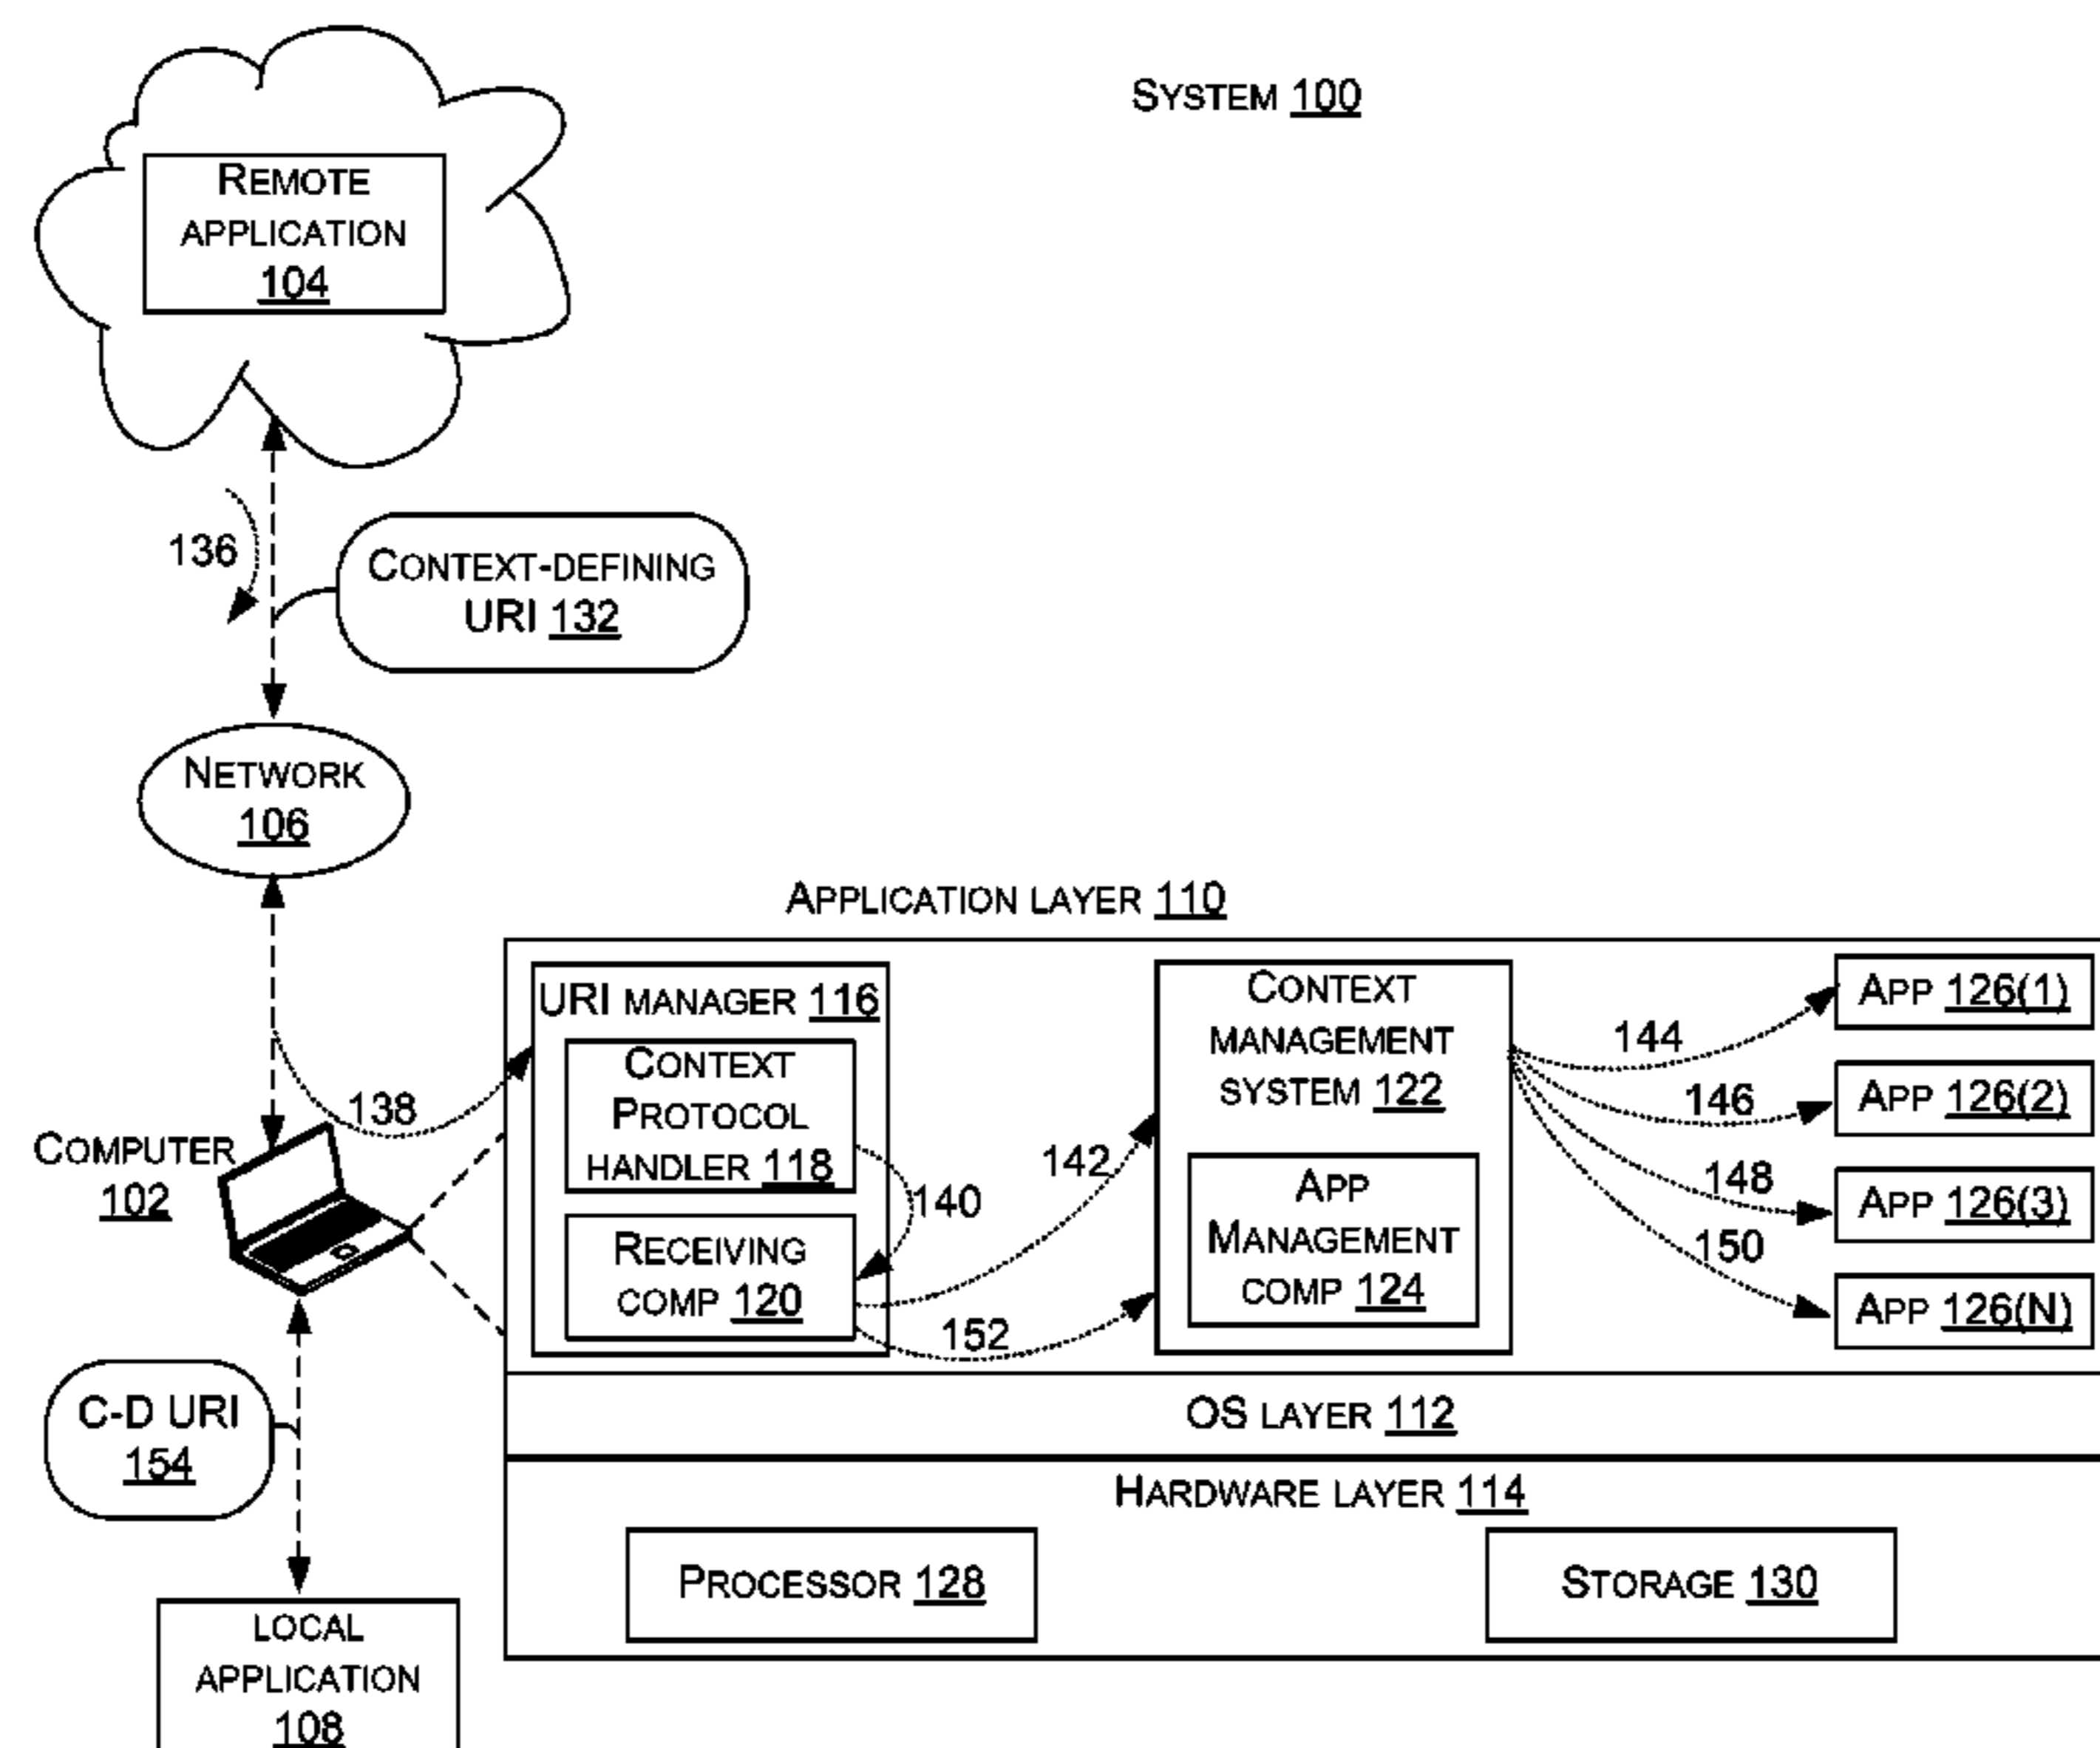 SYSTEM 100
REMOTE
APPLICATION
104
136
CONTEXT-DEFINING
URI 132
NETWORK
106
APPLICATION LAYER 110
URI MANAGER 116
CONTEXT
PROTOCOL
HANDLER 118
RECEIVING
COMP 120
138
140
142
152
CONTEXT
MANAGEMENT
SYSTEM 122
APP
MANAGEMENT
COMP 124
144
146
148
150
APP 126(1)
APP 126(2)
APP 126(3)
APP 126(N)
COMPUTER
102
OS LAYER 112
HARDWARE LAYER 114
PROCESSOR 128
STORAGE 130
C-D URI
154
LOCAL
APPLICATION
108